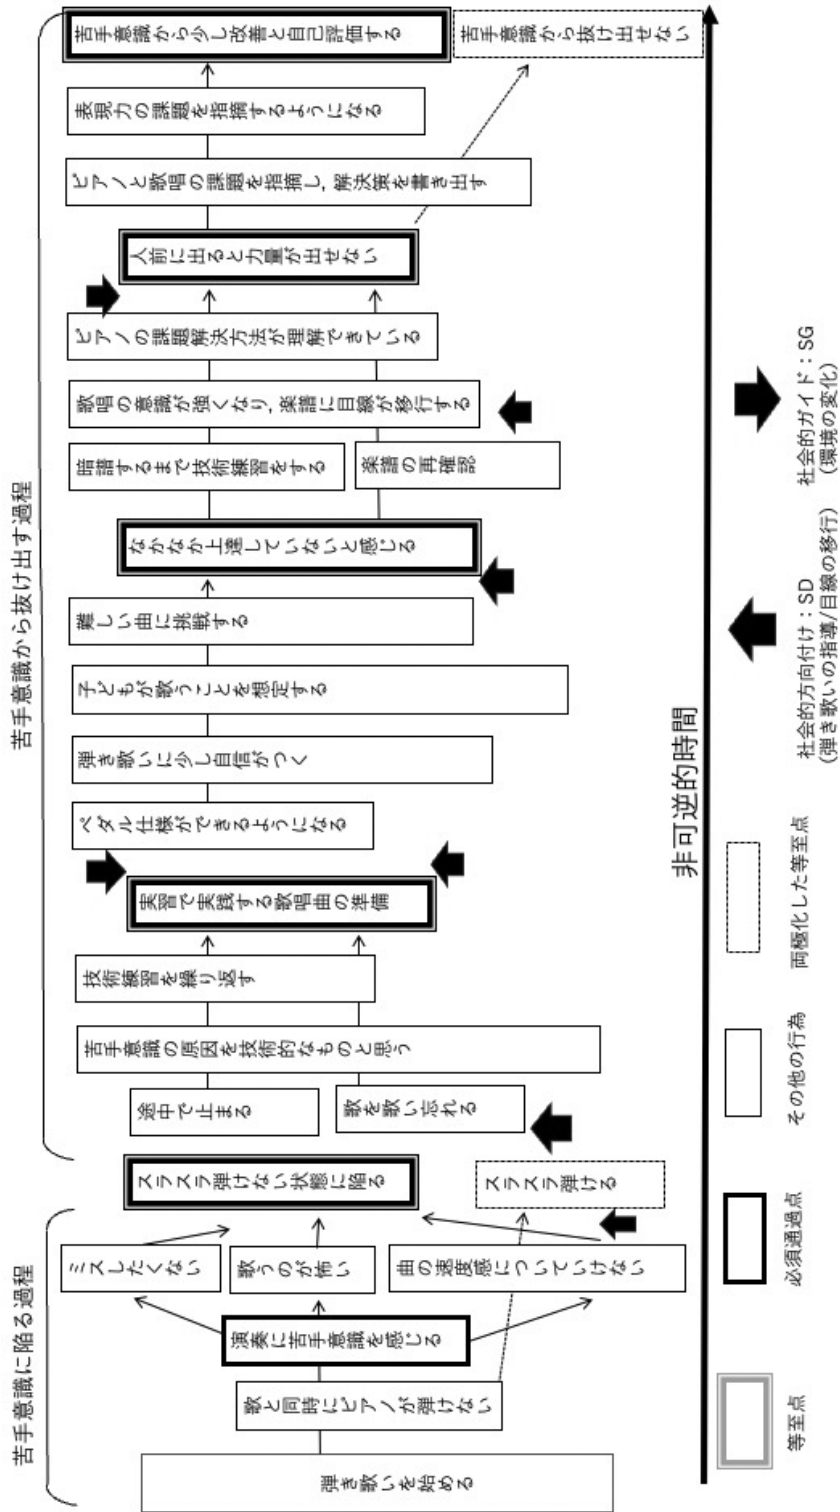 苦手意識に陥る過程
苦手意識から抜け出す過程
弾き歌いを始める
歌と同時にピアノが弾けない
演奏に苦手意識を感じる
ミスしたくない
歌うのが怖い
曲の速度感についていけない
スラスラ弾けない状態に陥る
スラスラ弾ける
途中で止まる
歌を歌い忘れる
苦手意識の原因を技術的なものと思う
技術練習を繰り返す
実習で実践する歌唱曲の準備
ペダル仕様ができるようになる
弾き歌いに少し自信がつく
子どもが歌うことを想定する
難しい曲に挑戦する
なかなか上達していないと感じる
暗譜するまで技術練習をする
楽譜の再確認
歌唱の意識が強くなり,楽譜に目線が移行する
ピアノの課題解決方法が理解できている
人前に出ると力量が出せない
ピアノと歌唱の課題を指摘し,解決策を書き出す
表現力の課題を指摘するようになる
苦手意識から少し改善と自己評価する
苦手意識から抜け出せない
非可逆的時間
等至点
必須通過点
その他の行為
両極化した等至点
社会的方向付け:SD
(弾き歌いの指導/目線の移行)
社会的ガイド:SG
(環境の変化)